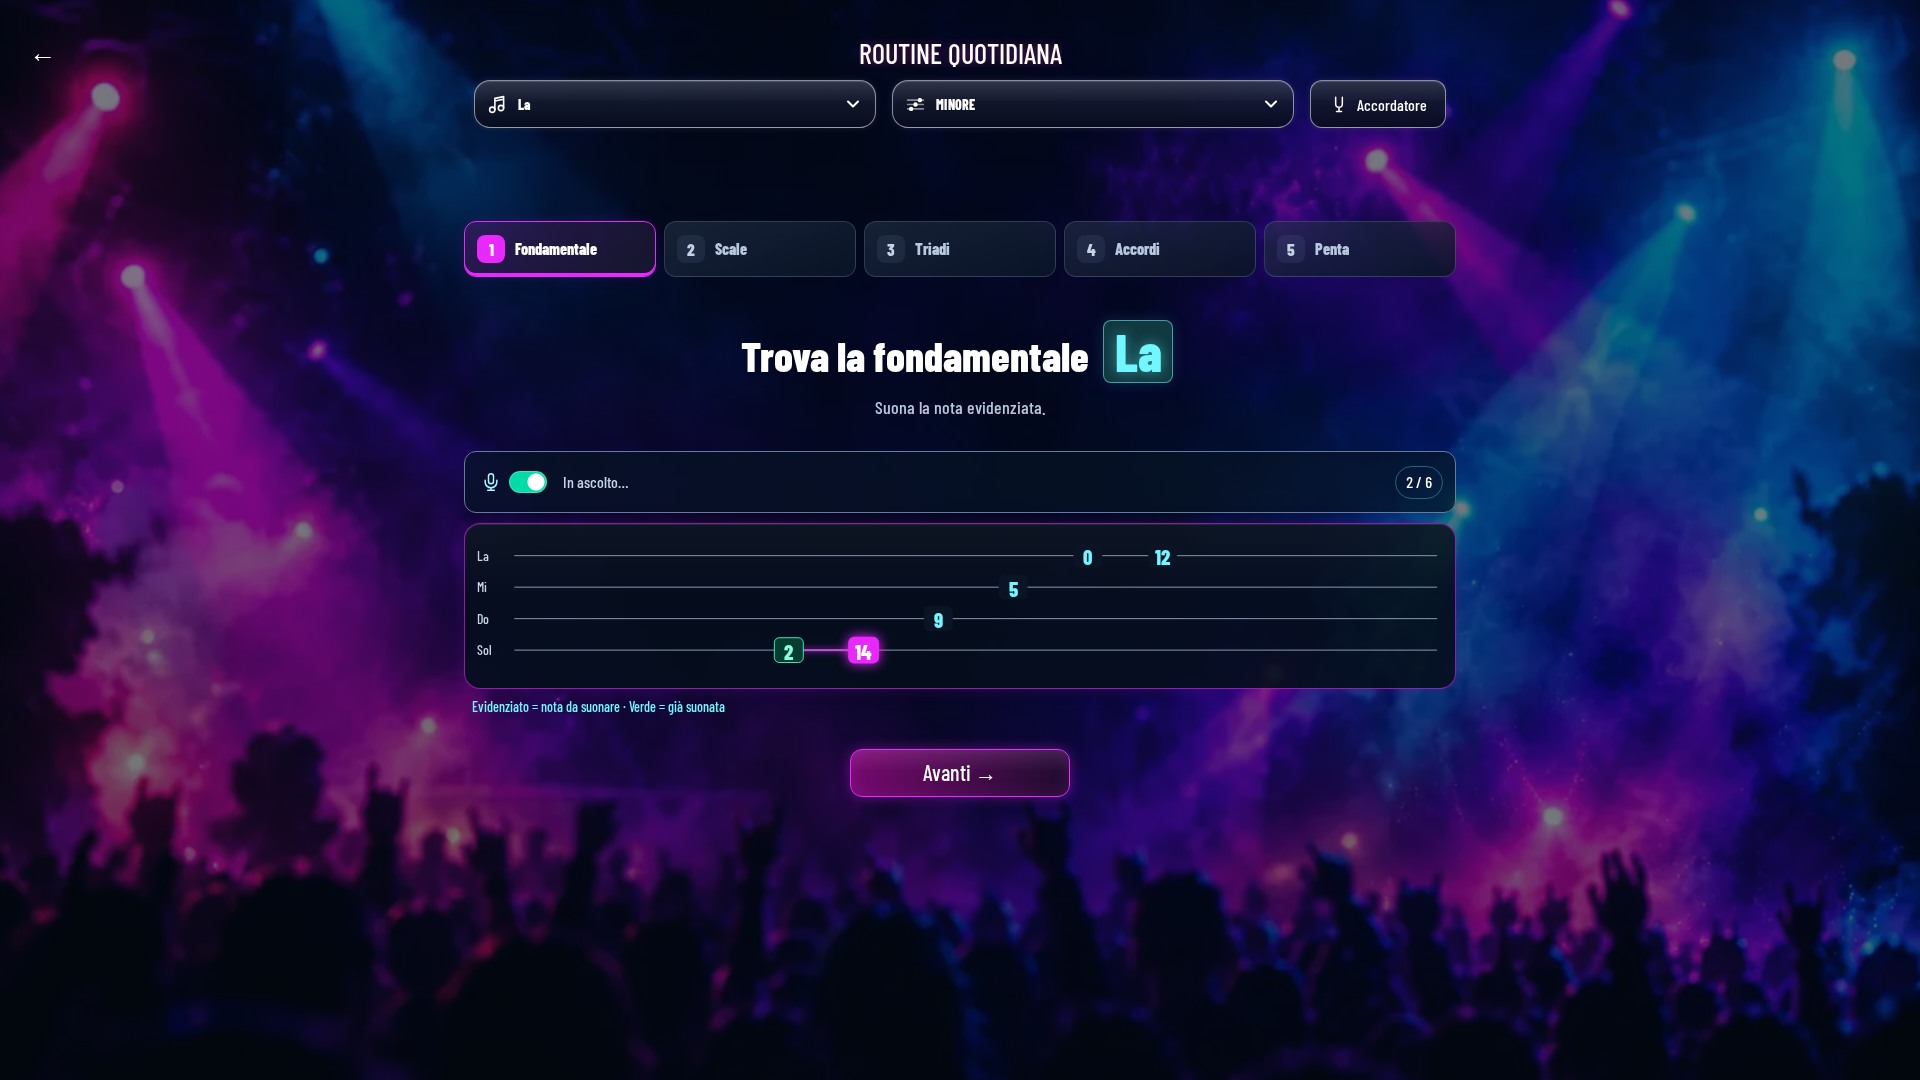 ←
ROUTINE QUOTIDIANA
La
MINORE
Accordatore
1 Fondamentale
2 Scale
3 Triadi
4 Accordi
5 Penta
Trova la fondamentale La
Suona la nota evidenziata.
In ascolto...
2 / 6
La 0 12
Mi 5
Do 9
Sol 2 14
Evidenziato = nota da suonare · Verde = già suonata
Avanti →